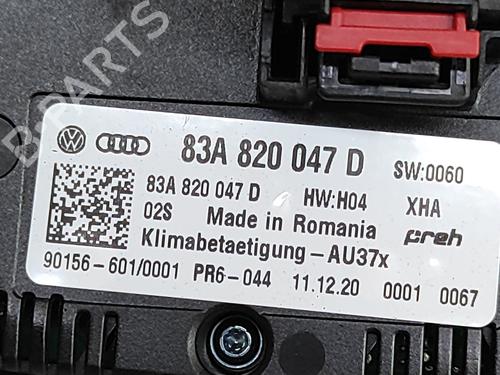 B-PARTS
83A 820 047 D SW:0060
83A 820 047 D HW:H04 XHA
02S Made in Romania preh
Klimabetaetigung-AU37x
90156-601/0001 PR6-044 11.12.20 0001 0067